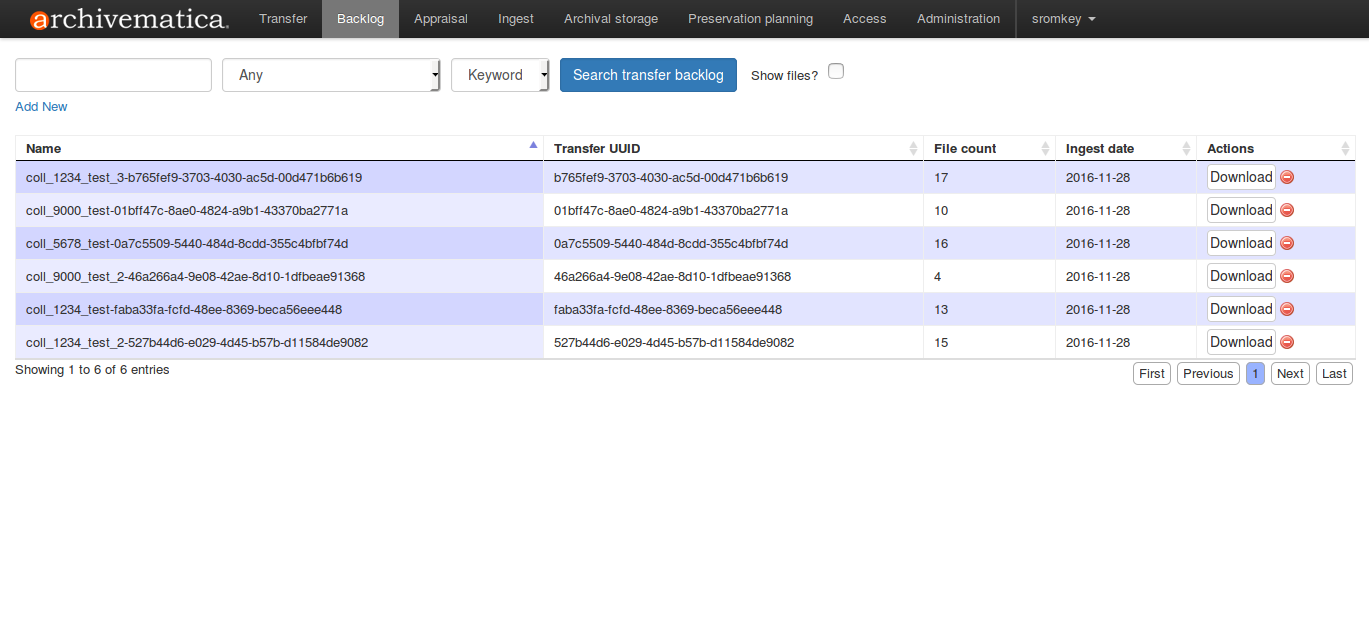 archivematica. Transfer Backlog Appraisal Ingest Archival storage Preservation planning Access Administration sromkey
Any Keyword Search transfer backlog Show files?
Add New
Name Transfer UUID File count Ingest date Actions
coll_1234_test_3-b765fef9-3703-4030-ac5d-00d471b6b619 b765fef9-3703-4030-ac5d-00d471b6b619 17 2016-11-28 Download
coll_9000_test-01bff47c-8ae0-4824-a9b1-43370ba2771a 01bff47c-8ae0-4824-a9b1-43370ba2771a 10 2016-11-28 Download
coll_5678_test-0a7c5509-5440-484d-8cdd-355c4bfbf74d 0a7c5509-5440-484d-8cdd-355c4bfbf74d 16 2016-11-28 Download
coll_9000_test_2-46a266a4-9e08-42ae-8d10-1dfbeae91368 46a266a4-9e08-42ae-8d10-1dfbeae91368 4 2016-11-28 Download
coll_1234_test-faba33fa-fcfd-48ee-8369-beca56eee448 faba33fa-fcfd-48ee-8369-beca56eee448 13 2016-11-28 Download
coll_1234_test_2-527b44d6-e029-4d45-b57b-d11584de9082 527b44d6-e029-4d45-b57b-d11584de9082 15 2016-11-28 Download
Showing 1 to 6 of 6 entries First Previous 1 Next Last